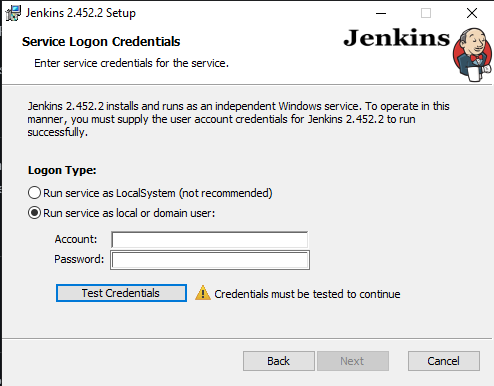 Jenkins 2.452.2 Setup
Service Logon Credentials
Jenkins
Enter service credentials for the service.
Jenkins 2.452.2 installs and runs as an independent Windows service. To operate in this
manner, you must supply the user account credentials for Jenkins 2.452.2 to run
successfully.
Logon Type:
Run service as LocalSystem (not recommended)
Run service as local or domain user:
Account:
Password:
Test Credentials
Credentials must be tested to continue
Back
Next
Cancel